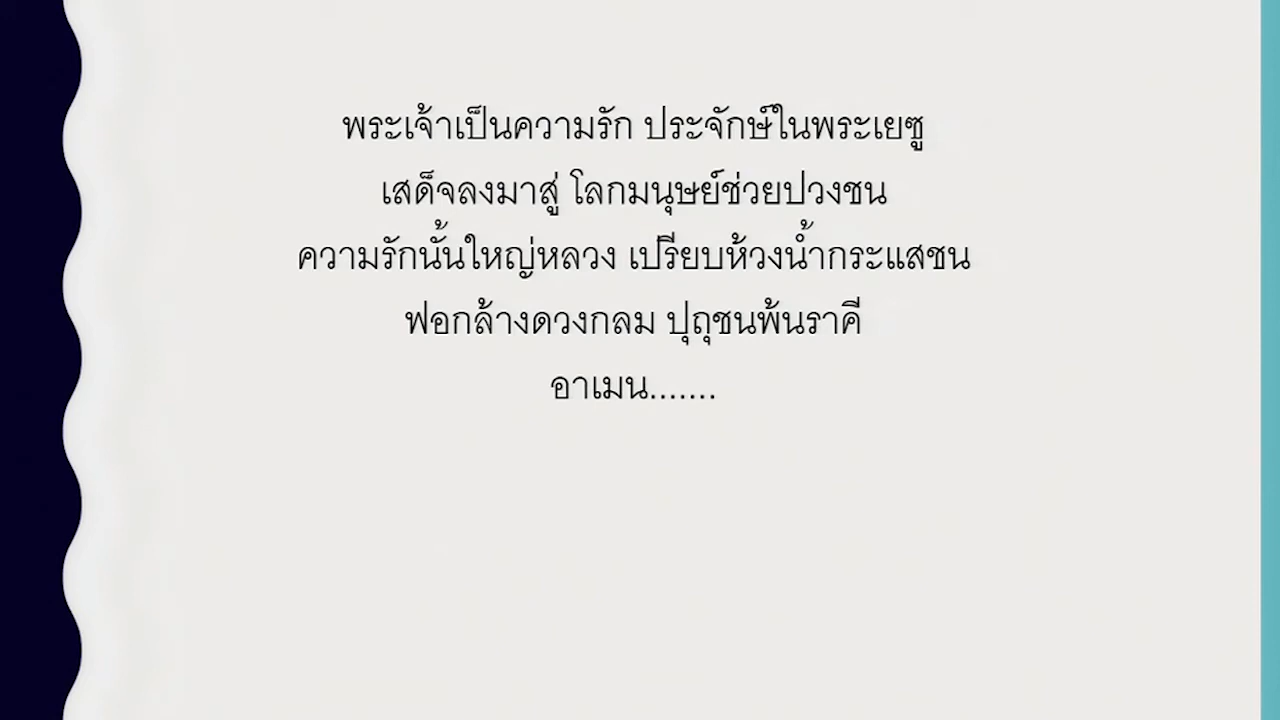 พระเจ้าเป็นความรัก ประจักษ์ในพระเยซู
เสด็จลงมาสู่ โลกมนุษย์ช่วยปวงชน
ความรักนั้นใหญ่หลวง เปรียบห้วงน้ำกระแสชน
ฟอกล้างดวงกลม ปุถุชนพ้นราคี
อาเมน.......